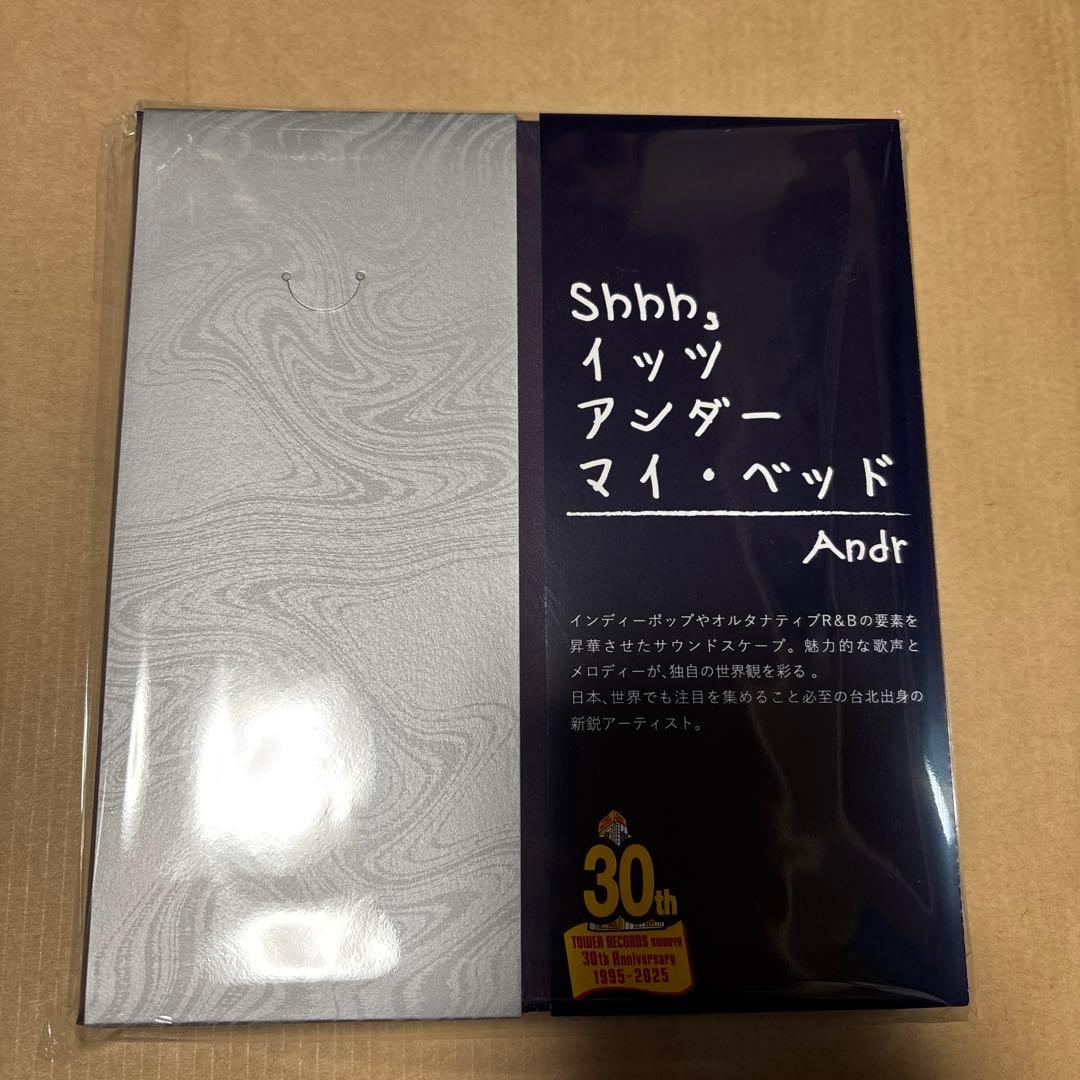 Shhh,
イッツ
アンダー
マイ・ベッド
Andr
インディーポップやオルタナティブR&Bの要素を
昇華させたサウンドスケープ。魅力的な歌声と
メロディーが、独自の世界観を彩る。
日本、世界でも注目を集めること必至の台北出身の
新鋭アーティスト。
30th
TOWER RECORDS SHIBUYA
30th Anniversary
1995-2025